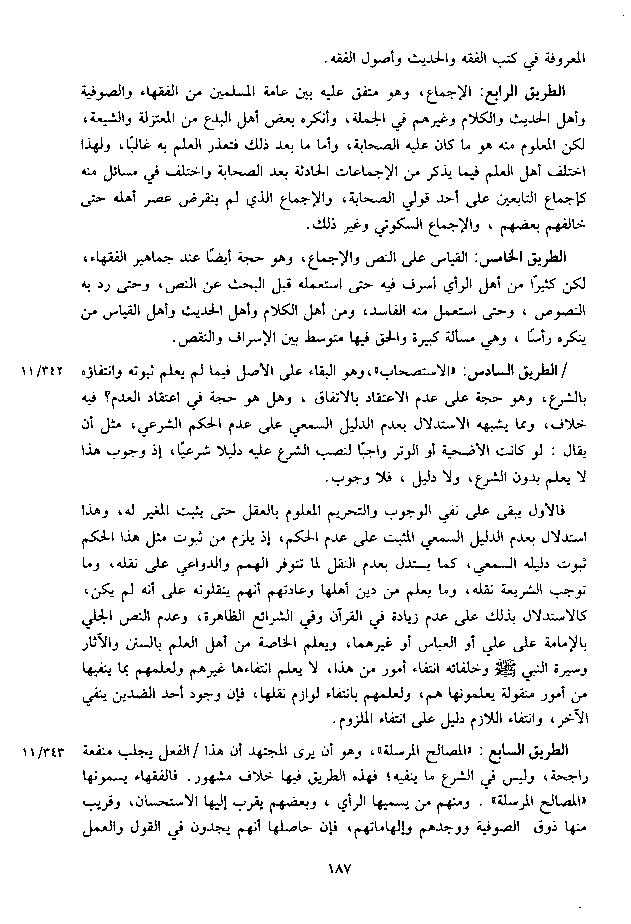 المعروفة في كتب الفقه والحديث وأصول الفقه.
الطريق الرابع: الإجماع، وهو متفق عليه بين عامة المسلمين من الفقهاء والصوفية
وأهل الحديث والكلام وغيرهم في الجملة، وأنكره بعض أهل البدع من المعتزلة والشيعة،
لكن المعلوم منه هو ما كان عليه الصحابة، وأما ما بعد ذلك فتعذر العلم به غالبًا، ولهذا
اختلف أهل العلم فيما يذكر من الإجماعات الحادثة بعد الصحابة واختلف في مسائل منه
كإجماع التابعين على أحد قولي الصحابة، والإجماع الذي لم ينقرض عصر أهله حتى
خالفهم بعضهم ، والإجماع السكوتي وغير ذلك.
الطريق الخامس: القياس على النص والإجماع، وهو حجة أيضًا عند جماهير الفقهاء،
لكن كثيرًا من أهل الرأي أسرف فيه حتى استعمله قبل البحث عن النص، وحتى رد به
النصوص ، وحتى استعمل منه الفاسد، ومن أهل الكلام وأهل الحديث وأهل القياس من
ينكره رأسًا ، وهي مسألة كبيرة والحق فيها متوسط بين الإسراف والنقص.
/ الطريق السادس: «الاستصحاب»،وهو البقاء على الأصل فيما لم يعلم ثبوته وانتفاؤه ١١/٣٤٢
بالشرع، وهو حجة على عدم الاعتقاد بالاتفاق ، وهل هو حجة في اعتقاد العدم؟ فيه
خلاف، ومما يشبهه الاستدلال بعدم الدليل السمعي على عدم الحكم الشرعي، مثل أن
يقال : لو كانت الأضحية أو الوتر واجبًا لنصب الشرع عليه دليلا شرعيًا، إذ وجوب هذا
لا يعلم بدون الشرع، ولا دليل ، فلا وجوب.
فالأول يبقى على نفي الوجوب والتحريم المعلوم بالعقل حتى يثبت المغير له، وهذا
استدلال بعدم الدليل السمعي المثبت على عدم الحكم، إذ يلزم من ثبوت مثل هذا الحكم
ثبوت دليله السمعي، كما يستدل بعدم النقل لما تتوفر الهمم والدواعي على نقله، وما
توجب الشريعة نقله، وما يعلم من دين أهلها وعادتهم أنهم ينقلونه على أنه لم يكن،
كالاستدلال بذلك على عدم زيادة في القرآن وفي الشرائع الظاهرة، وعدم النص الجلي
بالإمامة على علي أو العباس أو غيرهما، ويعلم الخاصة من أهل العلم بالسنن والآثار
وسيرة النبي ﷺ وخلفائه انتفاء أمور من هذا، لا يعلم انتفاءها غيرهم ولعلمهم بما ينفيها
من أمور منقولة يعلمونها هم، ولعلمهم بانتفاء لوازم نقلها، فإن وجود أحد الضدين ينفي
الآخر، وانتفاء اللازم دليل على انتفاء الملزوم.
الطريق السابع : «المصالح المرسلة»، وهو أن يرى المجتهد أن هذا / الفعل يجلب منفعة ١١/٣٤٣
راجحة، وليس في الشرع ما ينفيه؛ فهذه الطريق فيها خلاف مشهور. فالفقهاء يسمونها
«المصالح المرسلة» . ومنهم من يسميها الرأي ، وبعضهم يقرب إليها الاستحسان، وقريب
منها ذوق الصوفية ووجدهم وإلهاماتهم، فإن حاصلها أنهم يجدون في القول والعمل
١٨٧